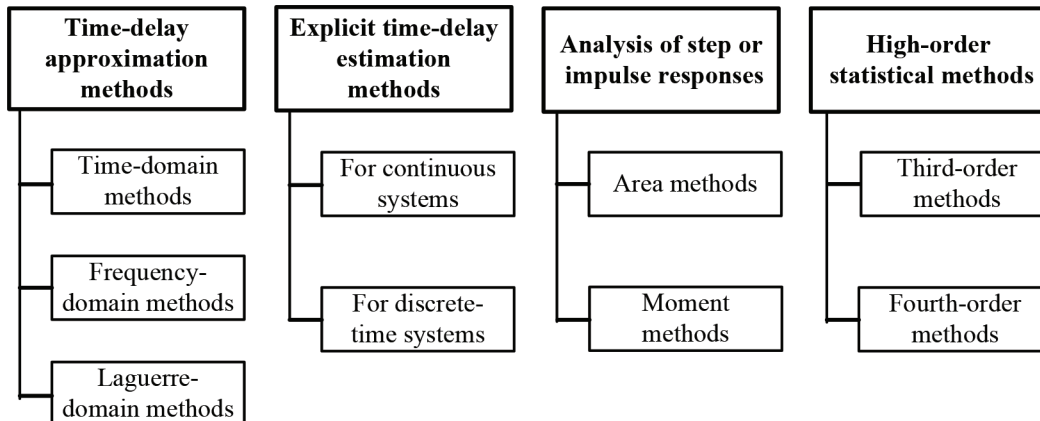 Time-delay
approximation
methods
Time-domain
methods
Frequency-
domain methods
Laguerre-
domain methods
Explicit time-delay
estimation
methods
For continuous
systems
For discrete-
time systems
Analysis of step or
impulse responses
Area methods
Moment
methods
High-order
statistical methods
Third-order
methods
Fourth-order
methods